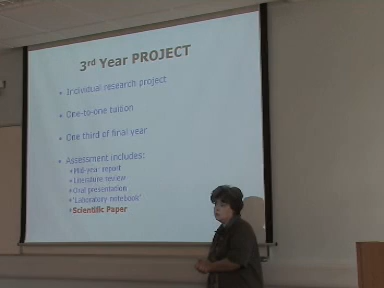 3rd Year PROJECT
• Individual research project
• One-to-one tuition
• One third of final year
• Assessment includes:
•Mid-year report
•Literature review
•Oral presentation
•'Laboratory notebook'
•Scientific Paper